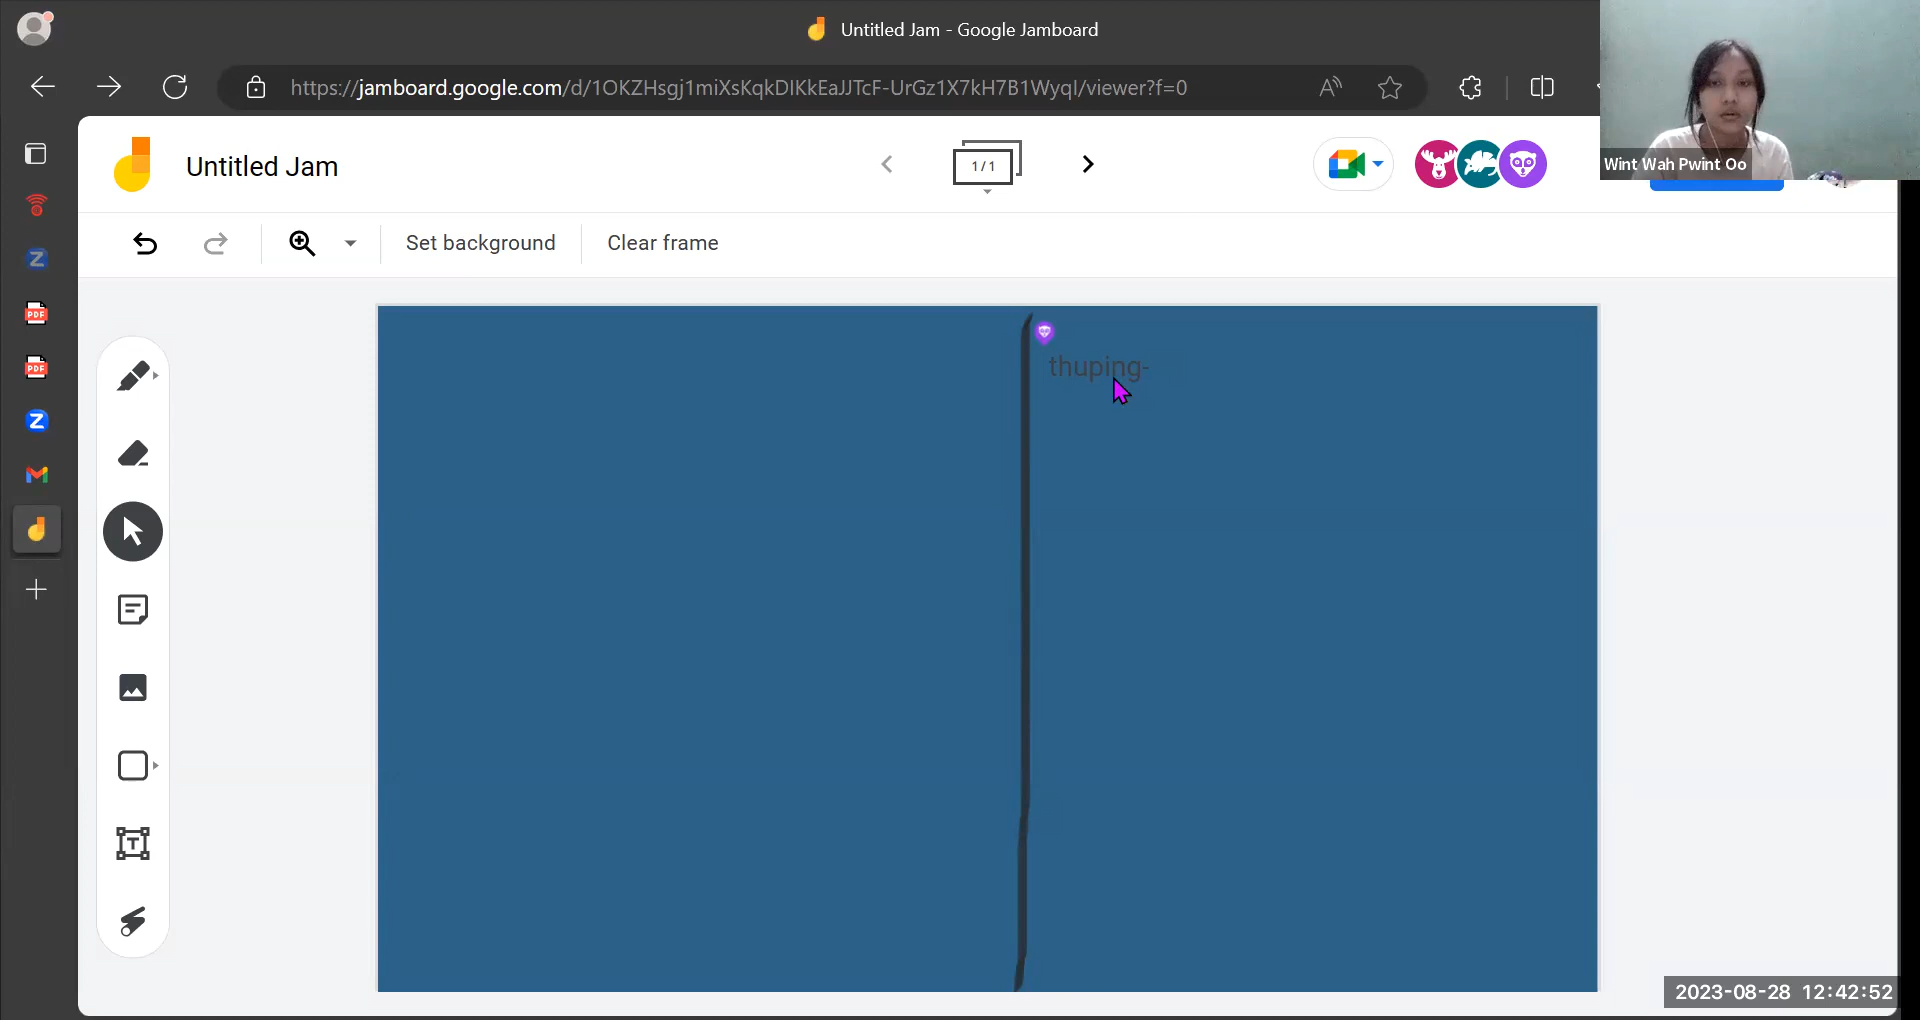 Untitled Jam - Google Jamboard
https://jamboard.google.com/d/1OKZHsgj1miXsKqkDIKkEaJJTcF-UrGz1X7kH7B1WyqI/viewer?f=0
Untitled Jam
1 / 1
Wint Wah Pwint Oo
Set background
Clear frame
thuping-
2023-08-28 12:42:52